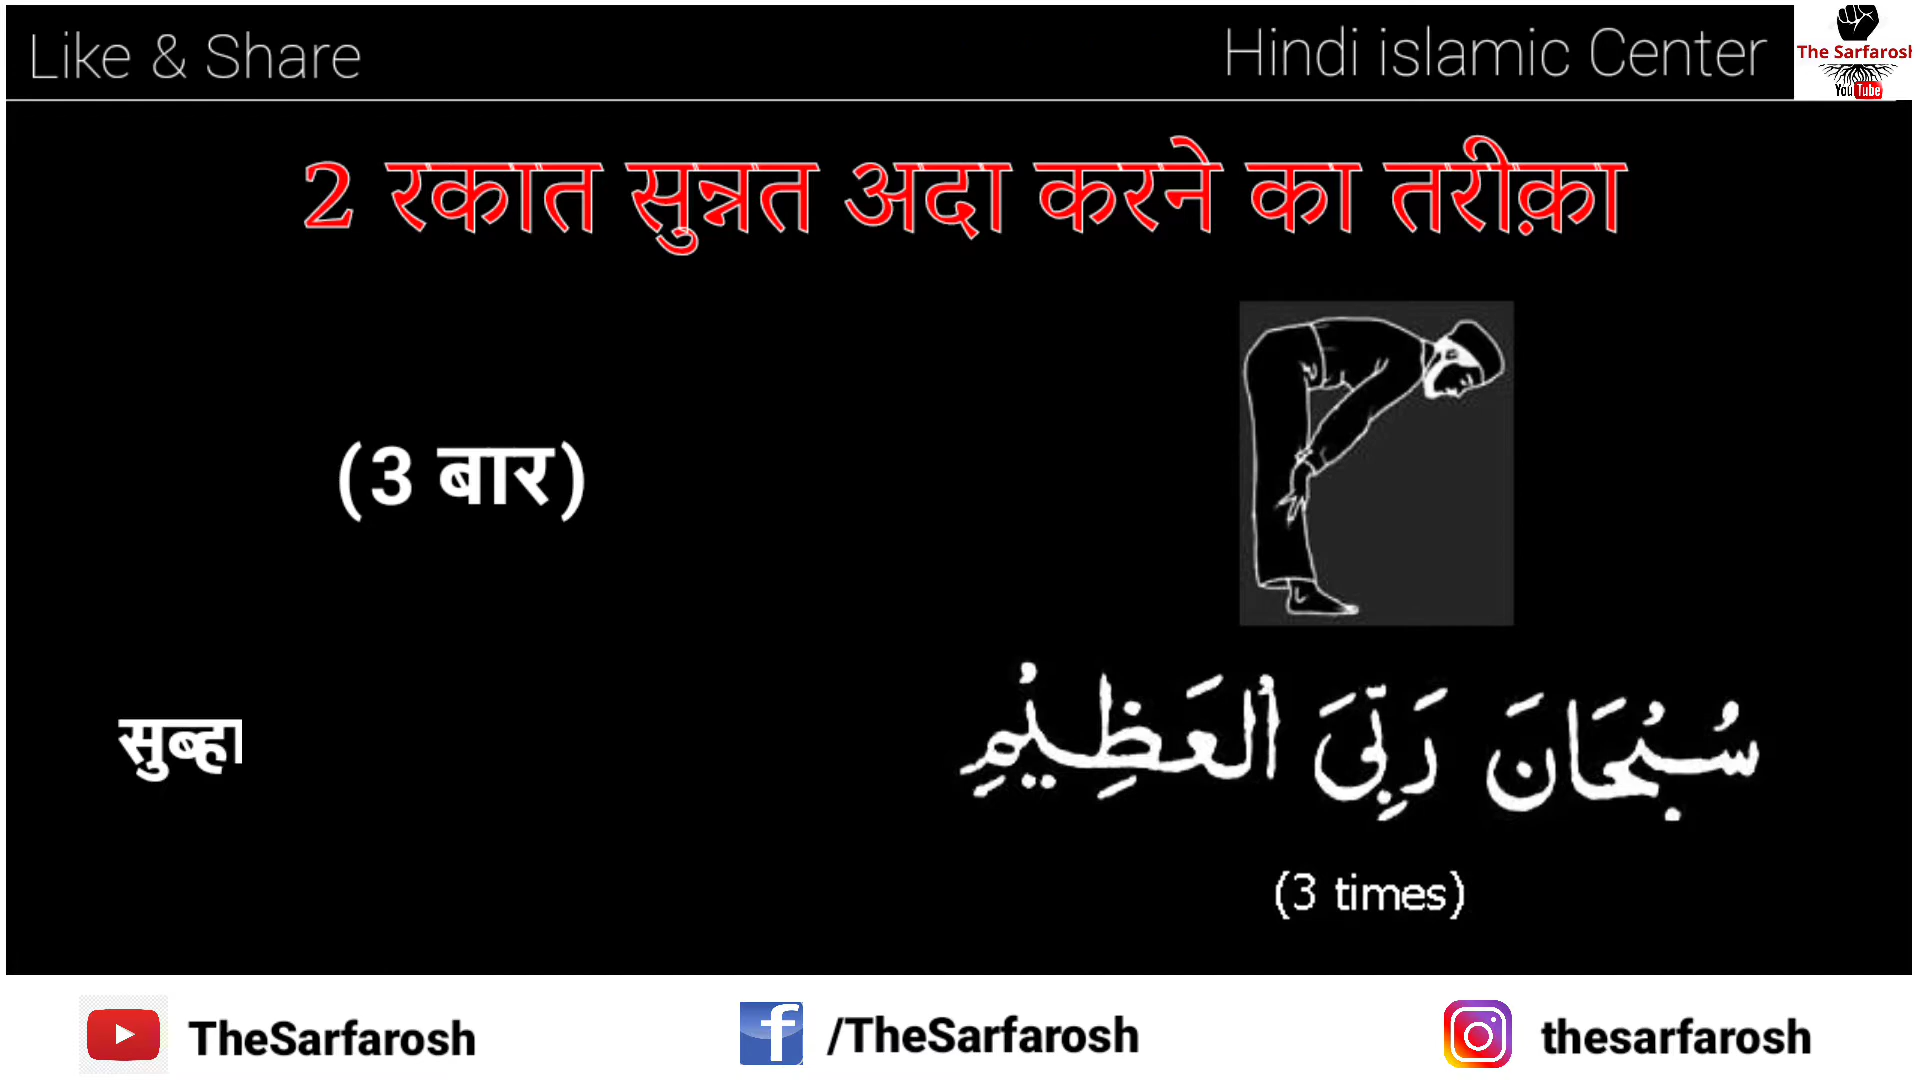 Like & Share
Hindi islamic Center
The Sarfarosh
YouTube
2 रकात सुन्नत अदा करने का तरीक़ा
(3 बार)
सुब्हा
سُبْحَانَ رَبِّيَ ٱلْعَظِيْمِ
(3 times)
TheSarfarosh
/TheSarfarosh
thesarfarosh